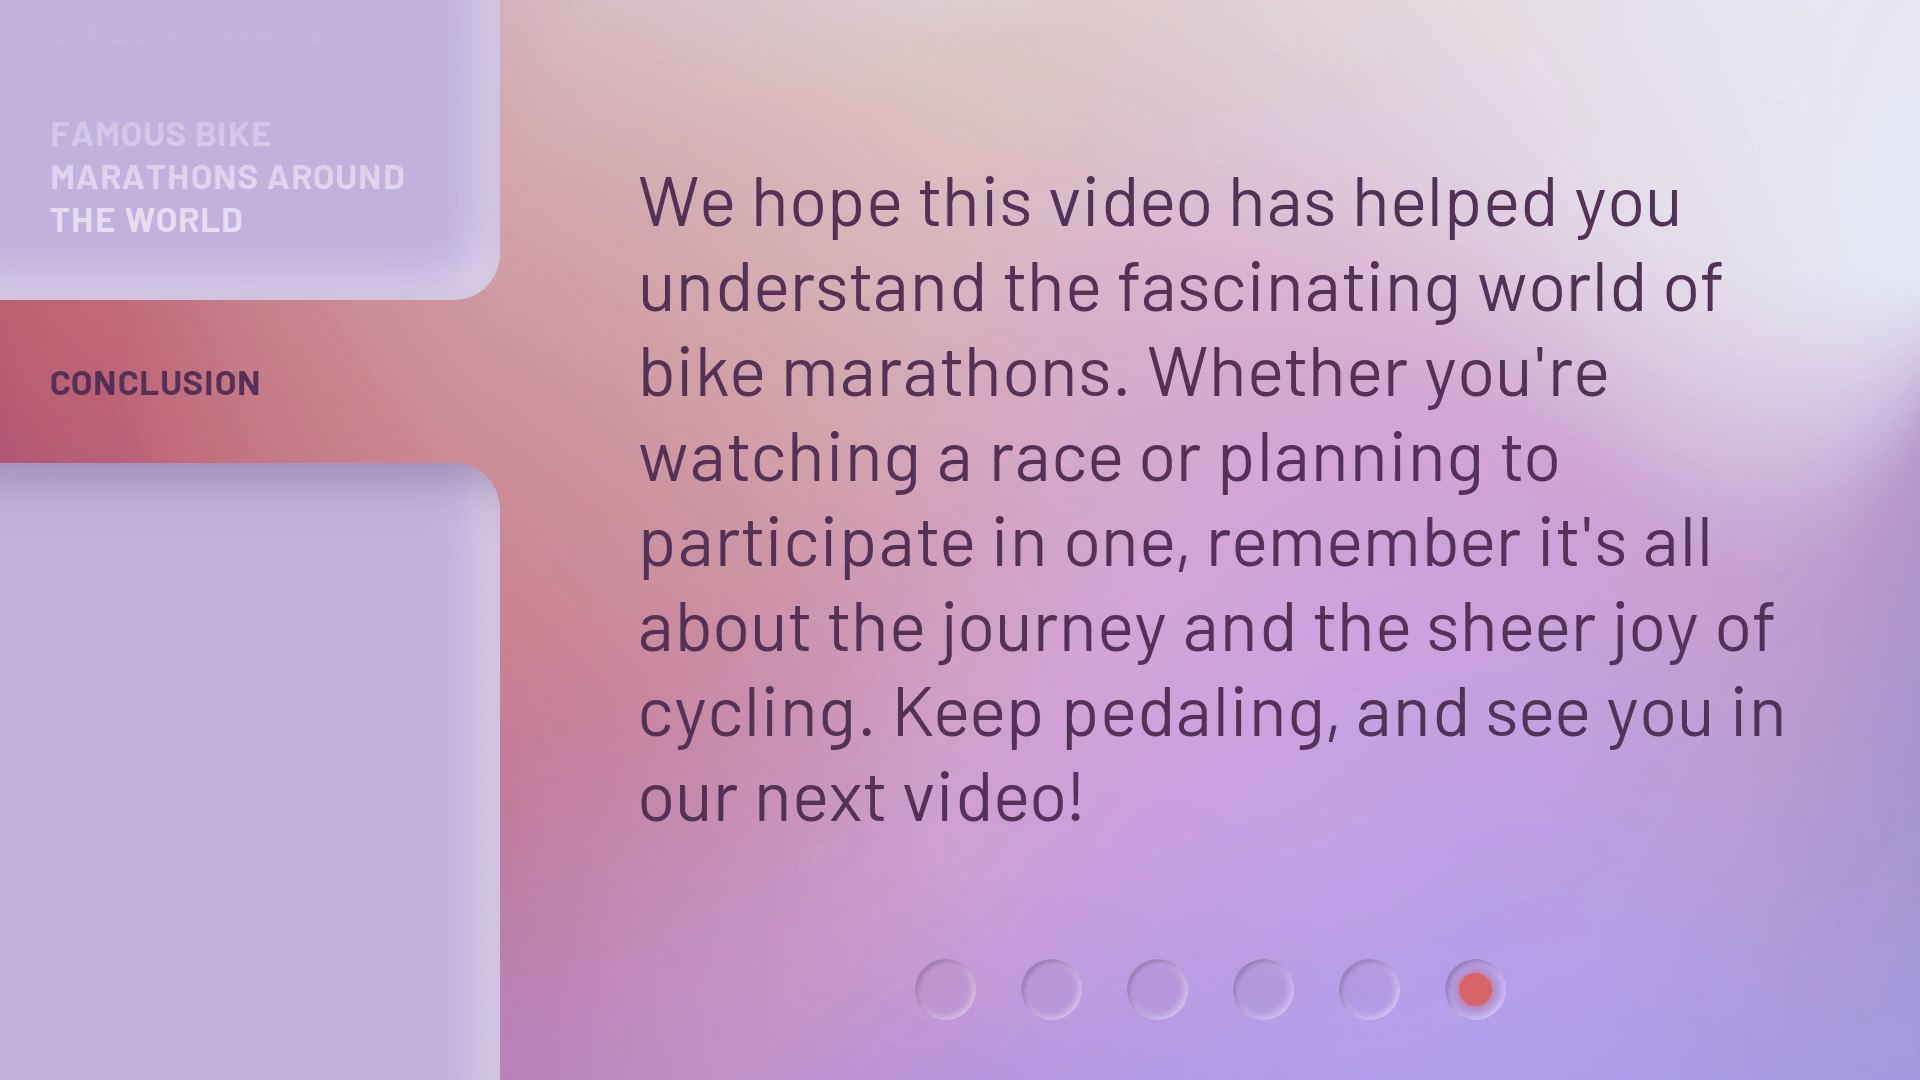 FAMOUS BIKE
MARATHONS AROUND
THE WORLD
CONCLUSION
We hope this video has helped you
understand the fascinating world of
bike marathons. Whether you're
watching a race or planning to
participate in one, remember it's all
about the journey and the sheer joy of
cycling. Keep pedaling, and see you in
our next video!